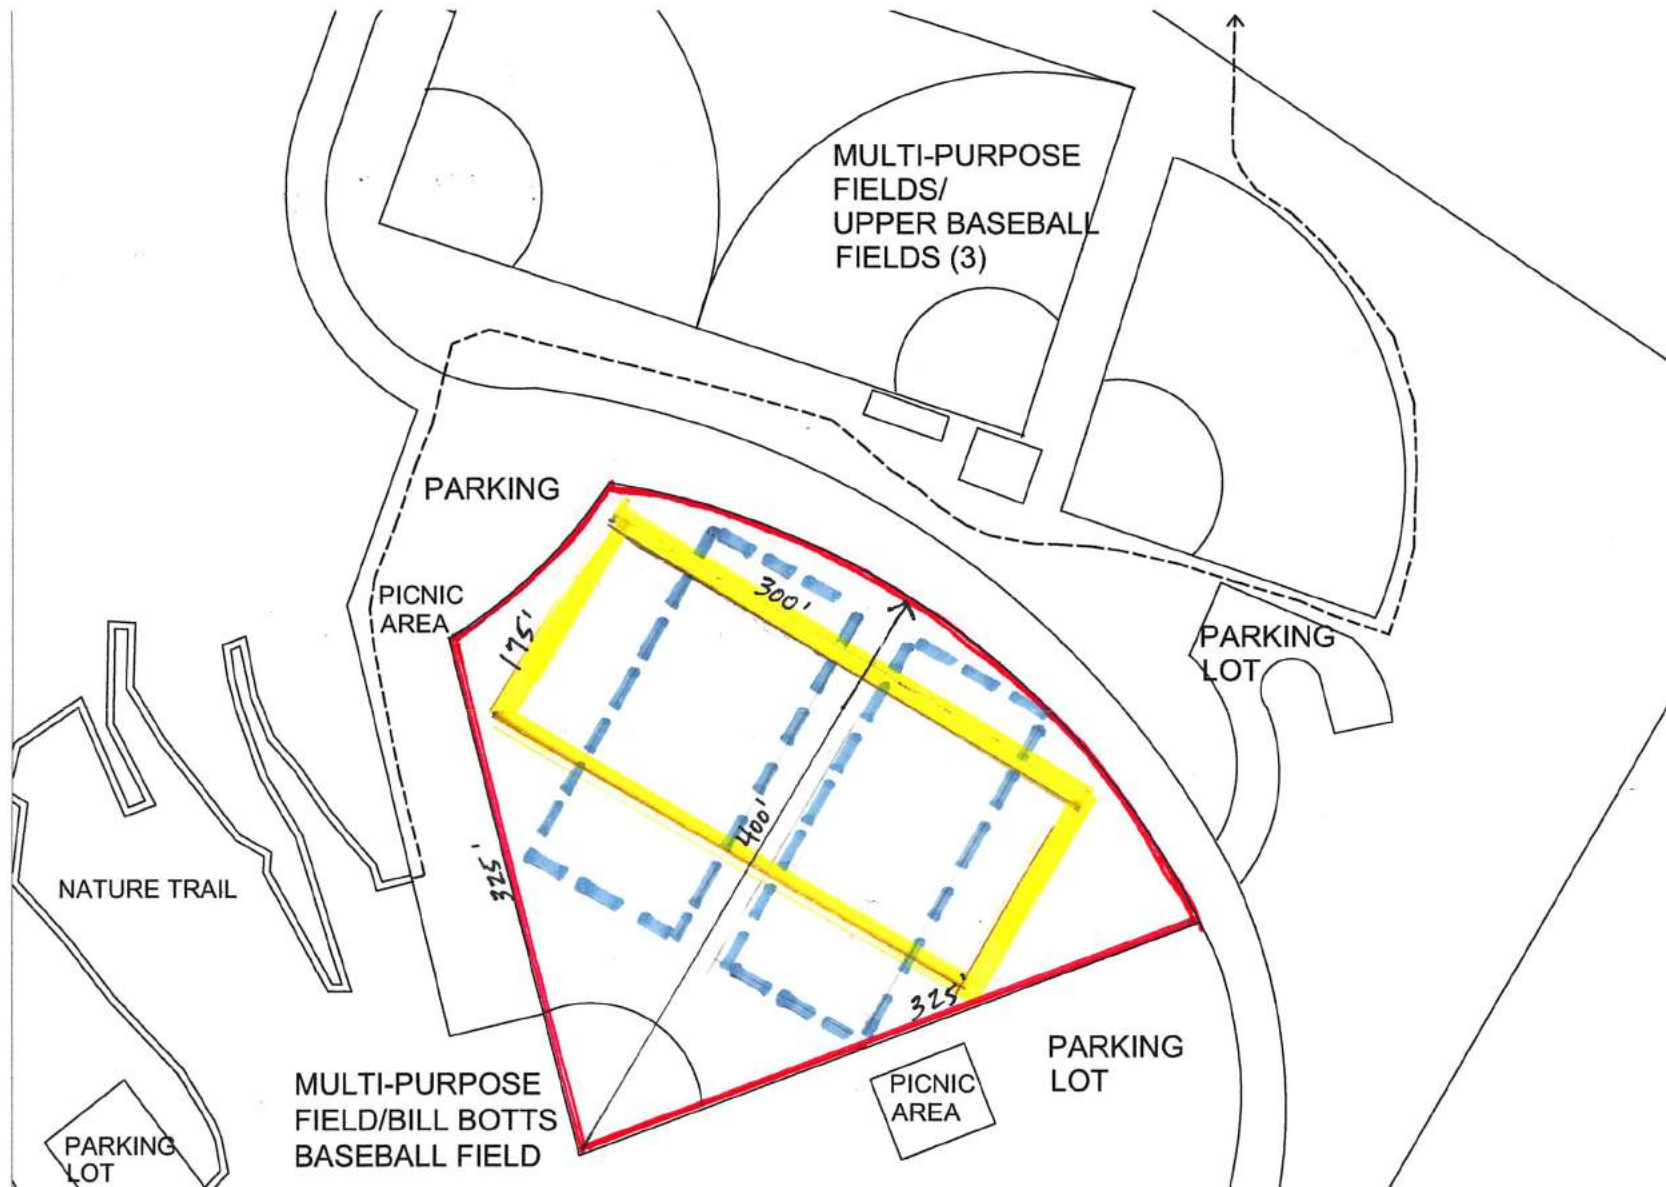 MULTI-PURPOSE
FIELDS/
UPPER BASEBALL
FIELDS (3)
PARKING
300'
PICNIC
AREA
175'
PARKING
LOT
400'
325'
NATURE TRAIL
325'
PARKING
LOT
MULTI-PURPOSE
FIELD/BILL BOTTS
BASEBALL FIELD
PICNIC
AREA
PARKING
LOT